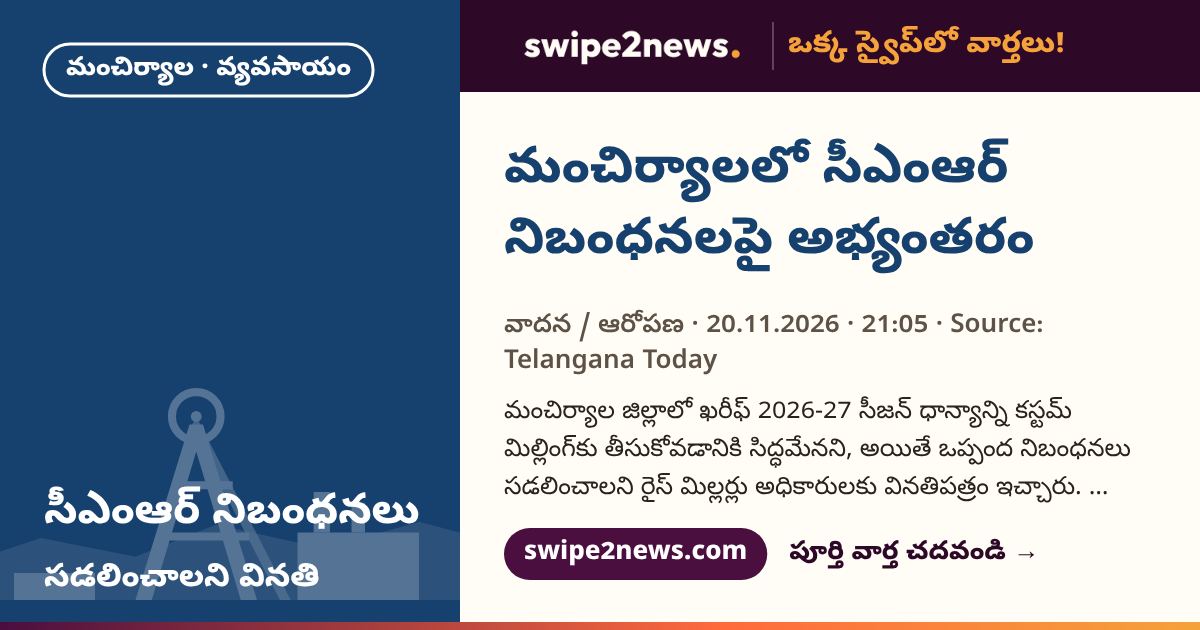 మంచిర్యాల · వ్యవసాయం
సీఎంఆర్ నిబంధనలు
సడలించాలని వినతి
swipe2news.
ఒక్క స్వైప్‌లో వార్తలు!
మంచిర్యాలలో సీఎంఆర్
నిబంధనలపై అభ్యంతరం
వాదన / ఆరోపణ · 20.11.2026 · 21:05 · Source:
Telangana Today
మంచిర్యాల జిల్లాలో ఖరీఫ్ 2026-27 సీజన్ ధాన్యాన్ని కస్టమ్
మిల్లింగ్‌కు తీసుకోవడానికి సిద్ధమేనని, అయితే ఒప్పంద నిబంధనలు
సడలించాలని రైస్ మిల్లర్లు అధికారులకు వినతిపత్రం ఇచ్చారు. ...
swipe2news.com
పూర్తి వార్త చదవండి →